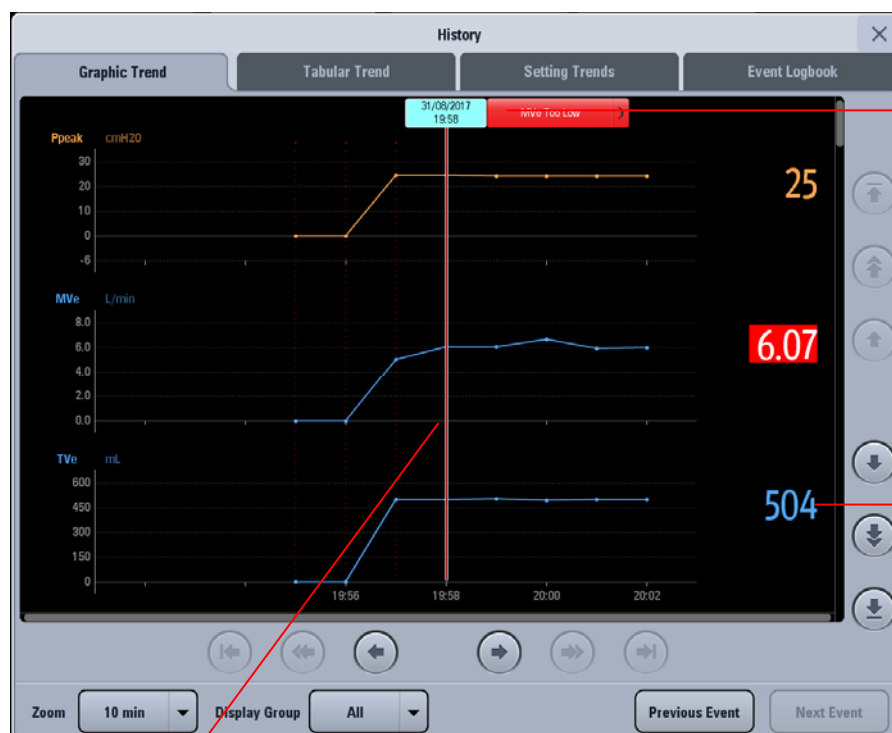 History
Graphic Trend
Tabular Trend
Setting Trends
Event Logbook
31/08/2017
19:58
MVe Too Low
Ppeak cmH2O
30
20
10
0
-6
25
MVe L/min
8.0
6.0
4.0
2.0
0.0
6.07
TVe mL
600
450
300
150
0
504
19:56 19:58 20:00 20:02
Zoom 10 min Display Group All Previous Event Next Event